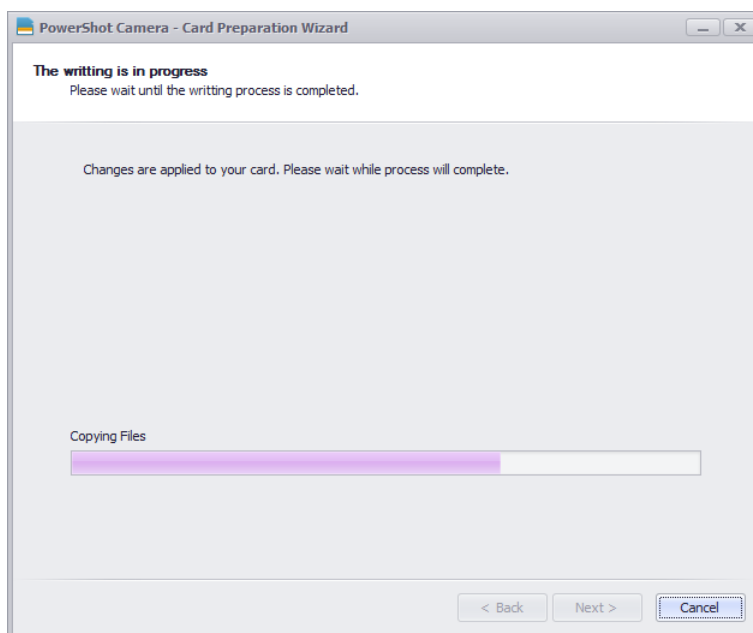 PowerShot Camera - Card Preparation Wizard
The writting is in progress
Please wait until the writting process is completed.
Changes are applied to your card. Please wait while process will complete.
Copying Files
< Back
Next >
Cancel